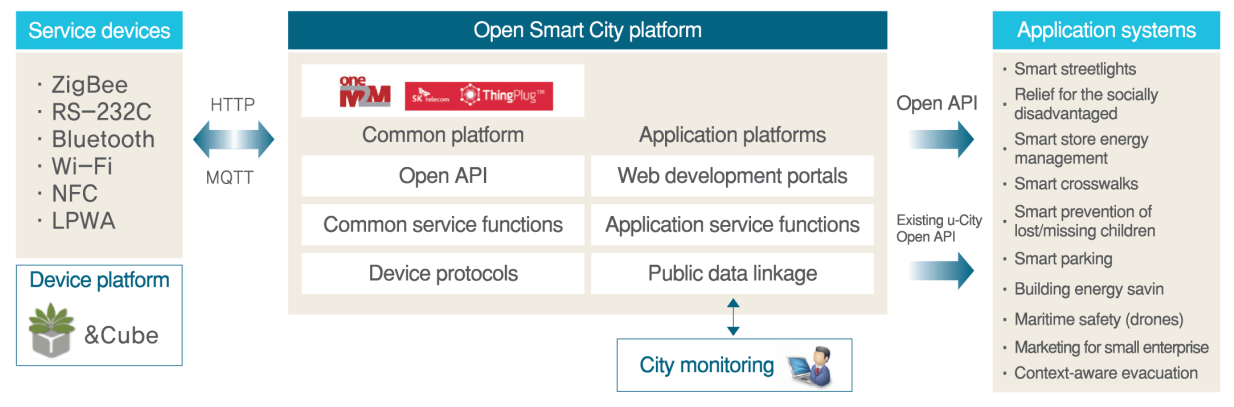 Service devices
· ZigBee
· RS-232C
· Bluetooth
· Wi-Fi
· NFC
· LPWA
Device platform
&Cube
HTTP
MQTT
Open Smart City platform
one
M2M
SK telecom
ThingPlug™
Common platform
Application platforms
Open API
Web development portals
Common service functions
Application service functions
Device protocols
Public data linkage
City monitoring
Open API
Existing u-City
Open API
Application systems
· Smart streetlights
· Relief for the socially
disadvantaged
· Smart store energy
management
· Smart crosswalks
· Smart prevention of
lost/missing children
· Smart parking
· Building energy savin
· Maritime safety (drones)
· Marketing for small enterprise
· Context-aware evacuation